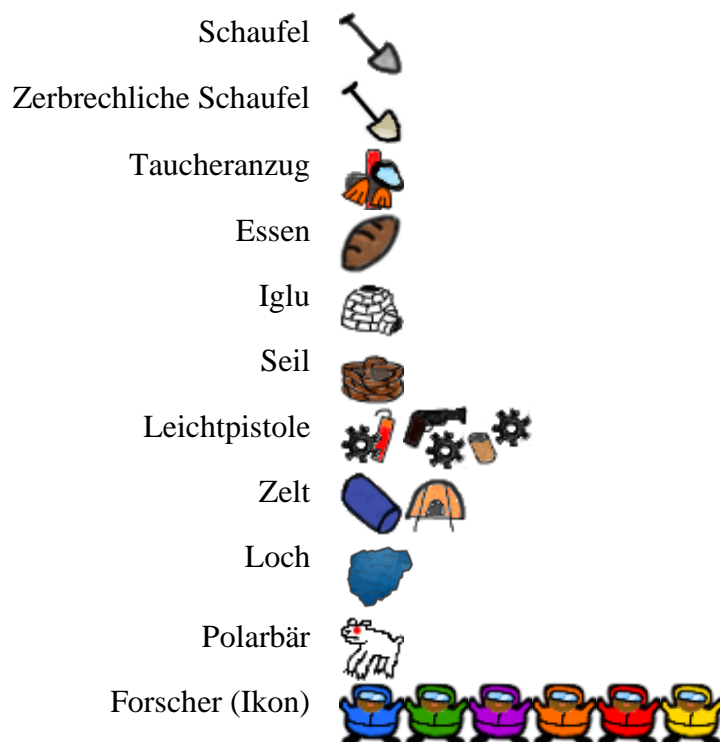 Schaufel
Zerbrechliche Schaufel
Taucheranzug
Essen
Iglu
Seil
Leichtpistole
Zelt
Loch
Polarbär
Forscher (Ikon)